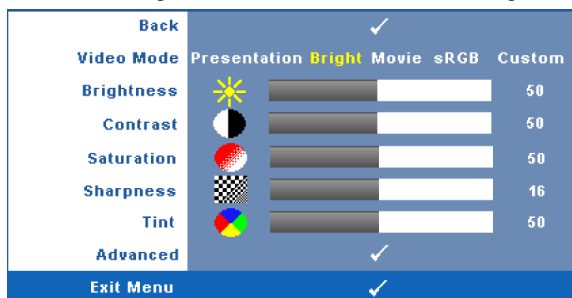 Back
Video Mode Presentation Bright Movie sRGB Custom
Brightness 50
Contrast 50
Saturation 50
Sharpness 16
Tint 50
Advanced
Exit Menu